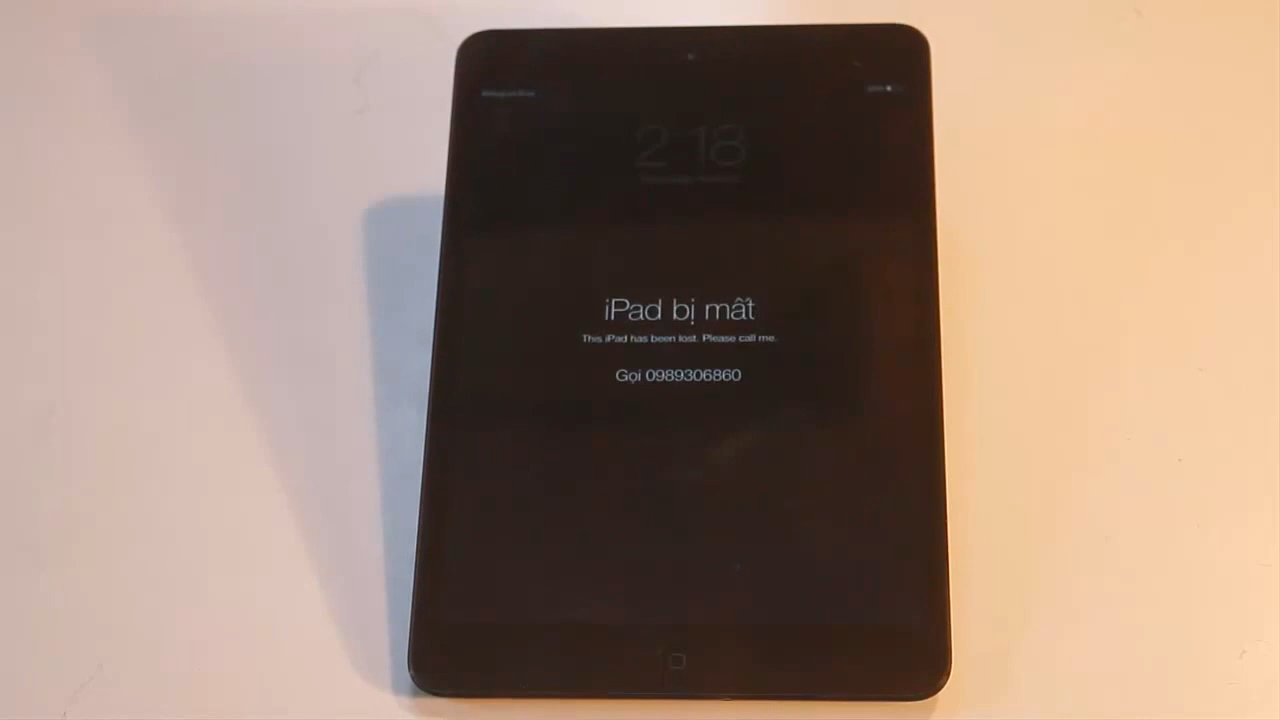 2:18
iPad bị mất
This iPad has been lost. Please call me.
Gọi 0989306860